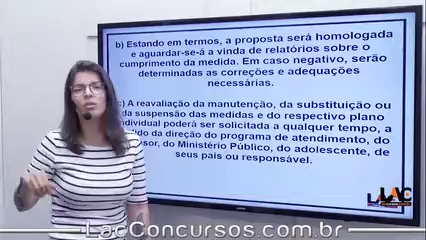 b) Estando em termos, a proposta será homologada
e aguardar-se-á a vinda de relatórios sobre o
cumprimento da medida. Em caso negativo, serão
determinadas as correções e adequações
necessárias.
c) A reavaliação da manutenção, da substituição ou
da suspensão das medidas e do respectivo plano
individual poderá ser solicitada a qualquer tempo, a
da direção do programa de atendimento, do
do Ministério Público, do adolescente, de
seus pais ou responsável.
LAC
LacConcursos.com.br